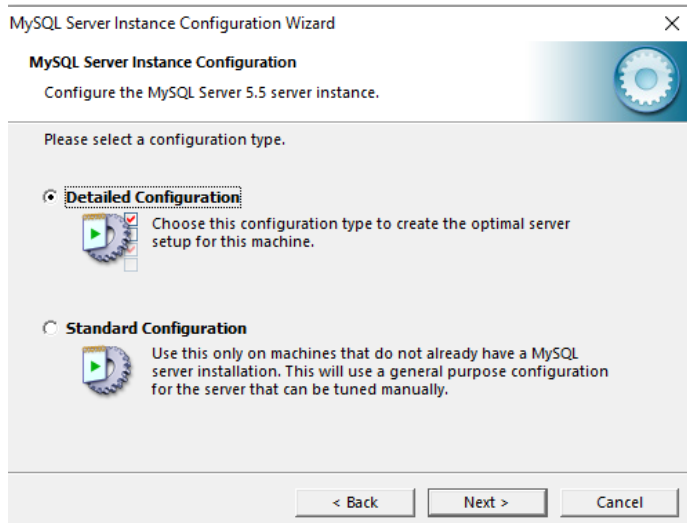 MySQL Server Instance Configuration Wizard
MySQL Server Instance Configuration
Configure the MySQL Server 5.5 server instance.
Please select a configuration type.
Detailed Configuration
Choose this configuration type to create the optimal server
setup for this machine.
Standard Configuration
Use this only on machines that do not already have a MySQL
server installation. This will use a general purpose configuration
for the server that can be tuned manually.
< Back
Next >
Cancel